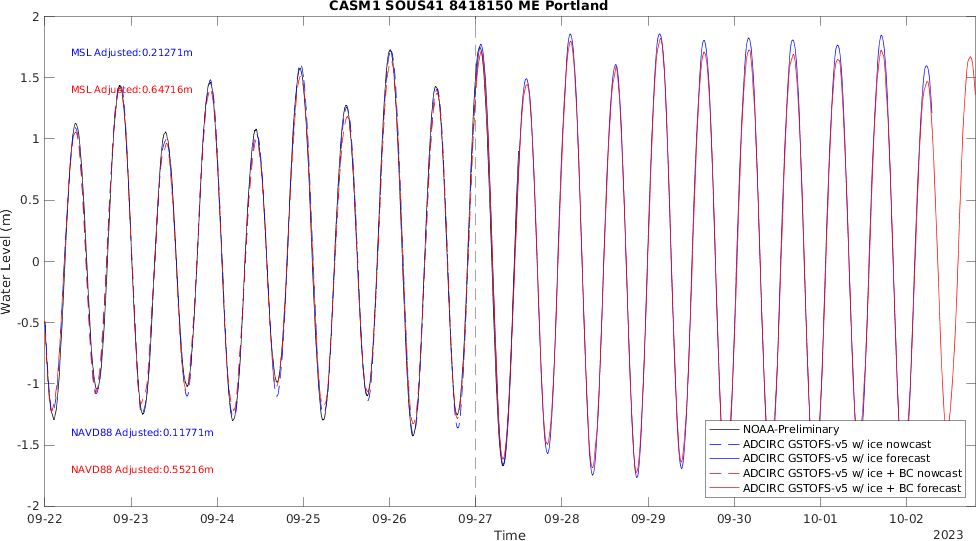 CASM1 SOUS41 8418150 ME Portland
2
1.5
1
0.5
0
-0.5
-1
-1.5
-2
Water Level (m)
MSL Adjusted:0.21271m
MSL Adjusted:0.64716m
NAVD88 Adjusted:0.11771m
NAVD88 Adjusted:0.55216m
NOAA-Preliminary
ADCIRC GSTOFS-v5 w/ ice nowcast
ADCIRC GSTOFS-v5 w/ ice forecast
ADCIRC GSTOFS-v5 w/ ice + BC nowcast
ADCIRC GSTOFS-v5 w/ ice + BC forecast
09-22 09-23 09-24 09-25 09-26 09-27 09-28 09-29 09-30 10-01 10-02
Time
2023